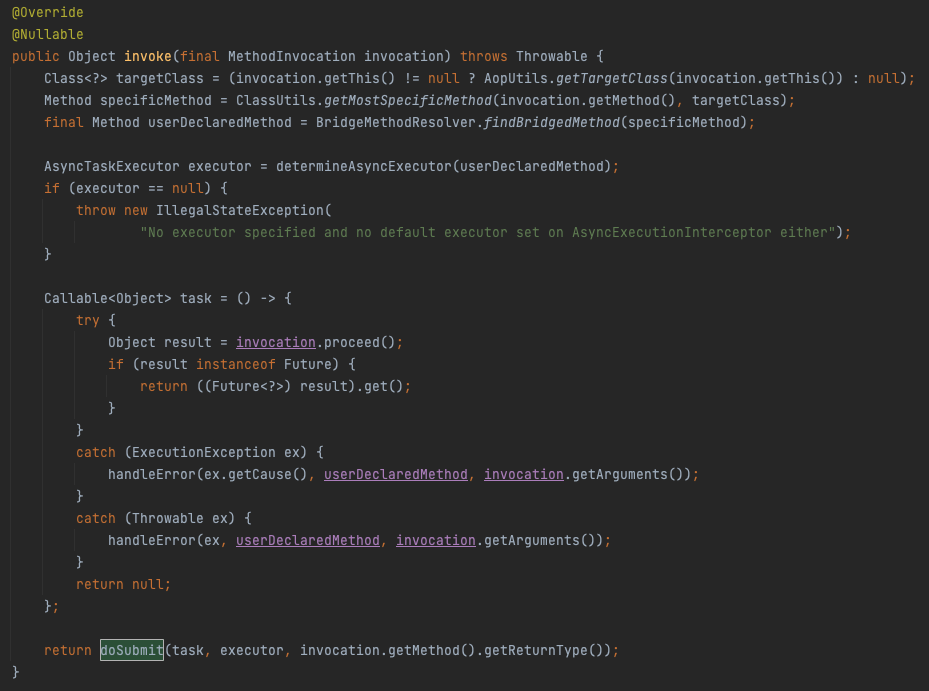 @Override
@Nullable
public Object invoke(final MethodInvocation invocation) throws Throwable {
    Class<?> targetClass = (invocation.getThis() != null ? AopUtils.getTargetClass(invocation.getThis()) : null);
    Method specificMethod = ClassUtils.getMostSpecificMethod(invocation.getMethod(), targetClass);
    final Method userDeclaredMethod = BridgeMethodResolver.findBridgedMethod(specificMethod);

    AsyncTaskExecutor executor = determineAsyncExecutor(userDeclaredMethod);
    if (executor == null) {
        throw new IllegalStateException(
                "No executor specified and no default executor set on AsyncExecutionInterceptor either");
    }

    Callable<Object> task = () -> {
        try {
            Object result = invocation.proceed();
            if (result instanceof Future) {
                return ((Future<?>) result).get();
            }
        }
        catch (ExecutionException ex) {
            handleError(ex.getCause(), userDeclaredMethod, invocation.getArguments());
        }
        catch (Throwable ex) {
            handleError(ex, userDeclaredMethod, invocation.getArguments());
        }
        return null;
    };

    return doSubmit(task, executor, invocation.getMethod().getReturnType());
}